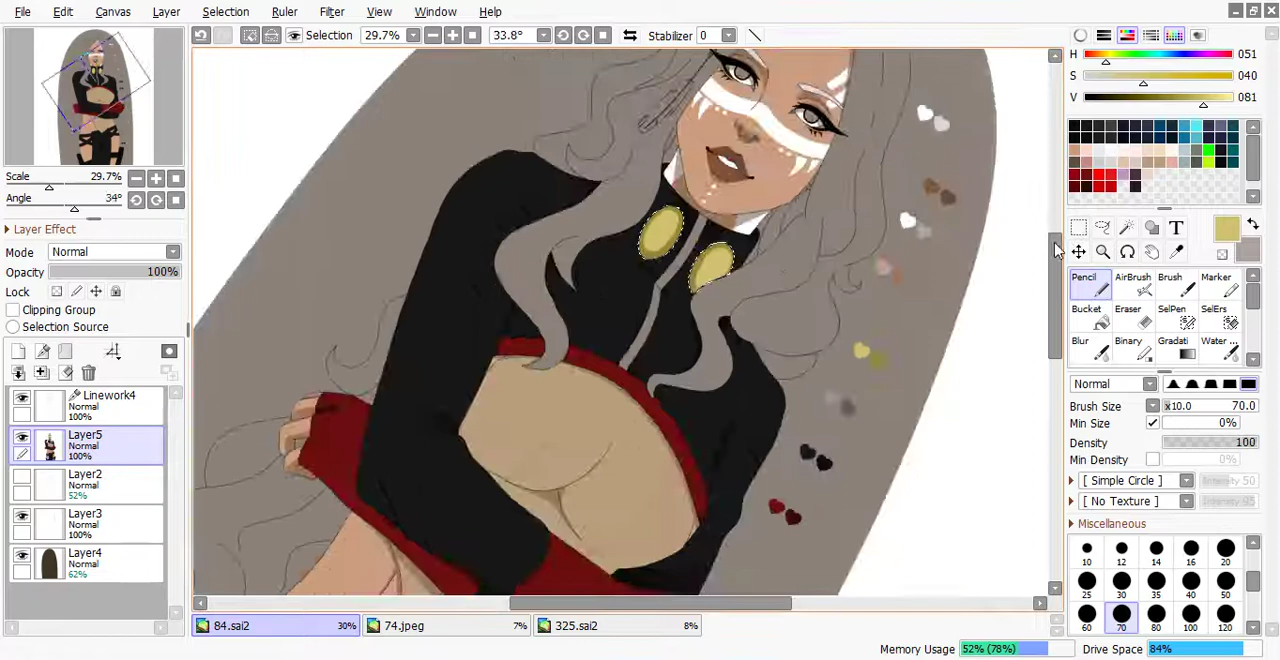 File Edit Canvas Layer Selection Ruler Filter View Window Help
Selection 29.7% 33.8° Stabilizer 0
Scale 29.7%
Angle 34°
Layer Effect
Mode Normal
Opacity 100%
Lock
Clipping Group
Selection Source
Linework4
Normal
100%
Layer5
Normal
100%
Layer2
52%
Layer3
Normal
100%
Layer4
62%
84.sai2 30% 74.jpeg 7% 325.sai2 8%
H 051
S 040
V 081
T
Pencil AirBrush Brush Marker
Bucket Eraser SelPen SelErs
Blur Binary Gradati Water ...
Normal
Brush Size x10.0 70.0
Min Size 0%
Density 100
Min Density 0%
[ Simple Circle ] Intensity 50
[ No Texture ] Intensity 95
Miscellaneous
10 12 14 16 20
25 30 35 40 50
60 70 80 100 120
Memory Usage 52% (78%) Drive Space 84%